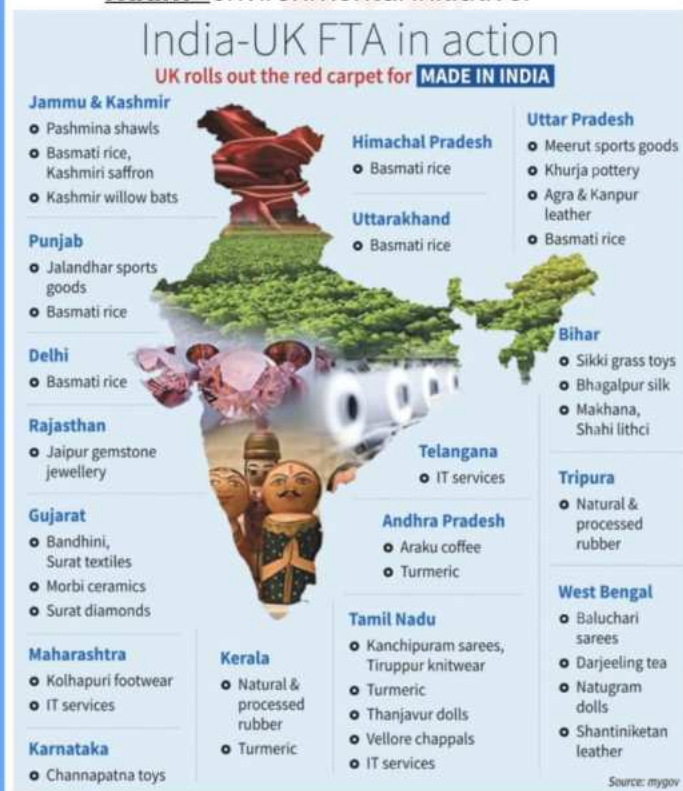 India-UK FTA in action
UK rolls out the red carpet for MADE IN INDIA
Jammu & Kashmir
Pashmina shawls
Basmati rice,
Kashmiri saffron
Kashmir willow bats
Punjab
Jalandhar sports
goods
Basmati rice
Delhi
Basmati rice
Rajasthan
Jaipur gemstone
jewellery
Gujarat
Bandhini,
Surat textiles
Morbi ceramics
Surat diamonds
Maharashtra
Kolhapuri footwear
IT services
Karnataka
Channapatna toys
Himachal Pradesh
Basmati rice
Uttarakhand
Basmati rice
Uttar Pradesh
Meerut sports goods
Khurja pottery
Agra & Kanpur
leather
Basmati rice
Bihar
Sikki grass toys
Bhagalpur silk
Makhana,
Shahi lithci
Telangana
IT services
Andhra Pradesh
Araku coffee
Turmeric
Tripura
Natural &
processed
rubber
Kerala
Natural &
processed
rubber
Turmeric
Tamil Nadu
Kanchipuram sarees,
Tiruppur knitwear
Turmeric
Thanjavur dolls
Vellore chappals
IT services
West Bengal
Baluchari
sarees
Darjeeling tea
Natugram
dolls
Shantiniketan
leather
Source: mygov